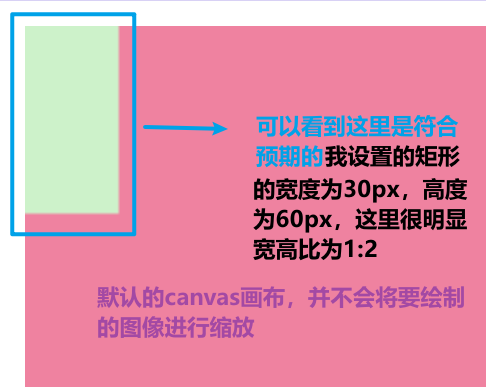 可以看到这里是符合
预期的我设置的矩形
的宽度为30px，高度
为60px，这里很明显
宽高比为1:2
默认的canvas画布，并不会将要绘制
的图像进行缩放